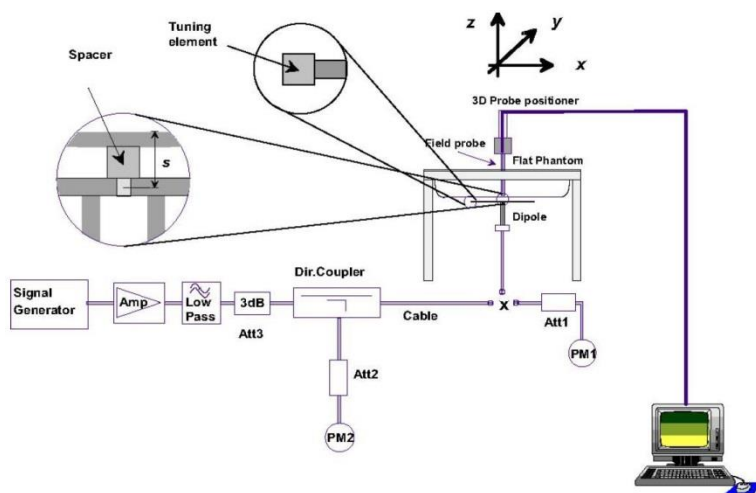 Tuning
element
Spacer
s
z
y
x
3D Probe positioner
Field probe
Flat Phantom
Dipole
Dir.Coupler
Signal
Generator
Amp
Low
Pass
3dB
Att3
Cable
x
Att1
PM1
Att2
PM2